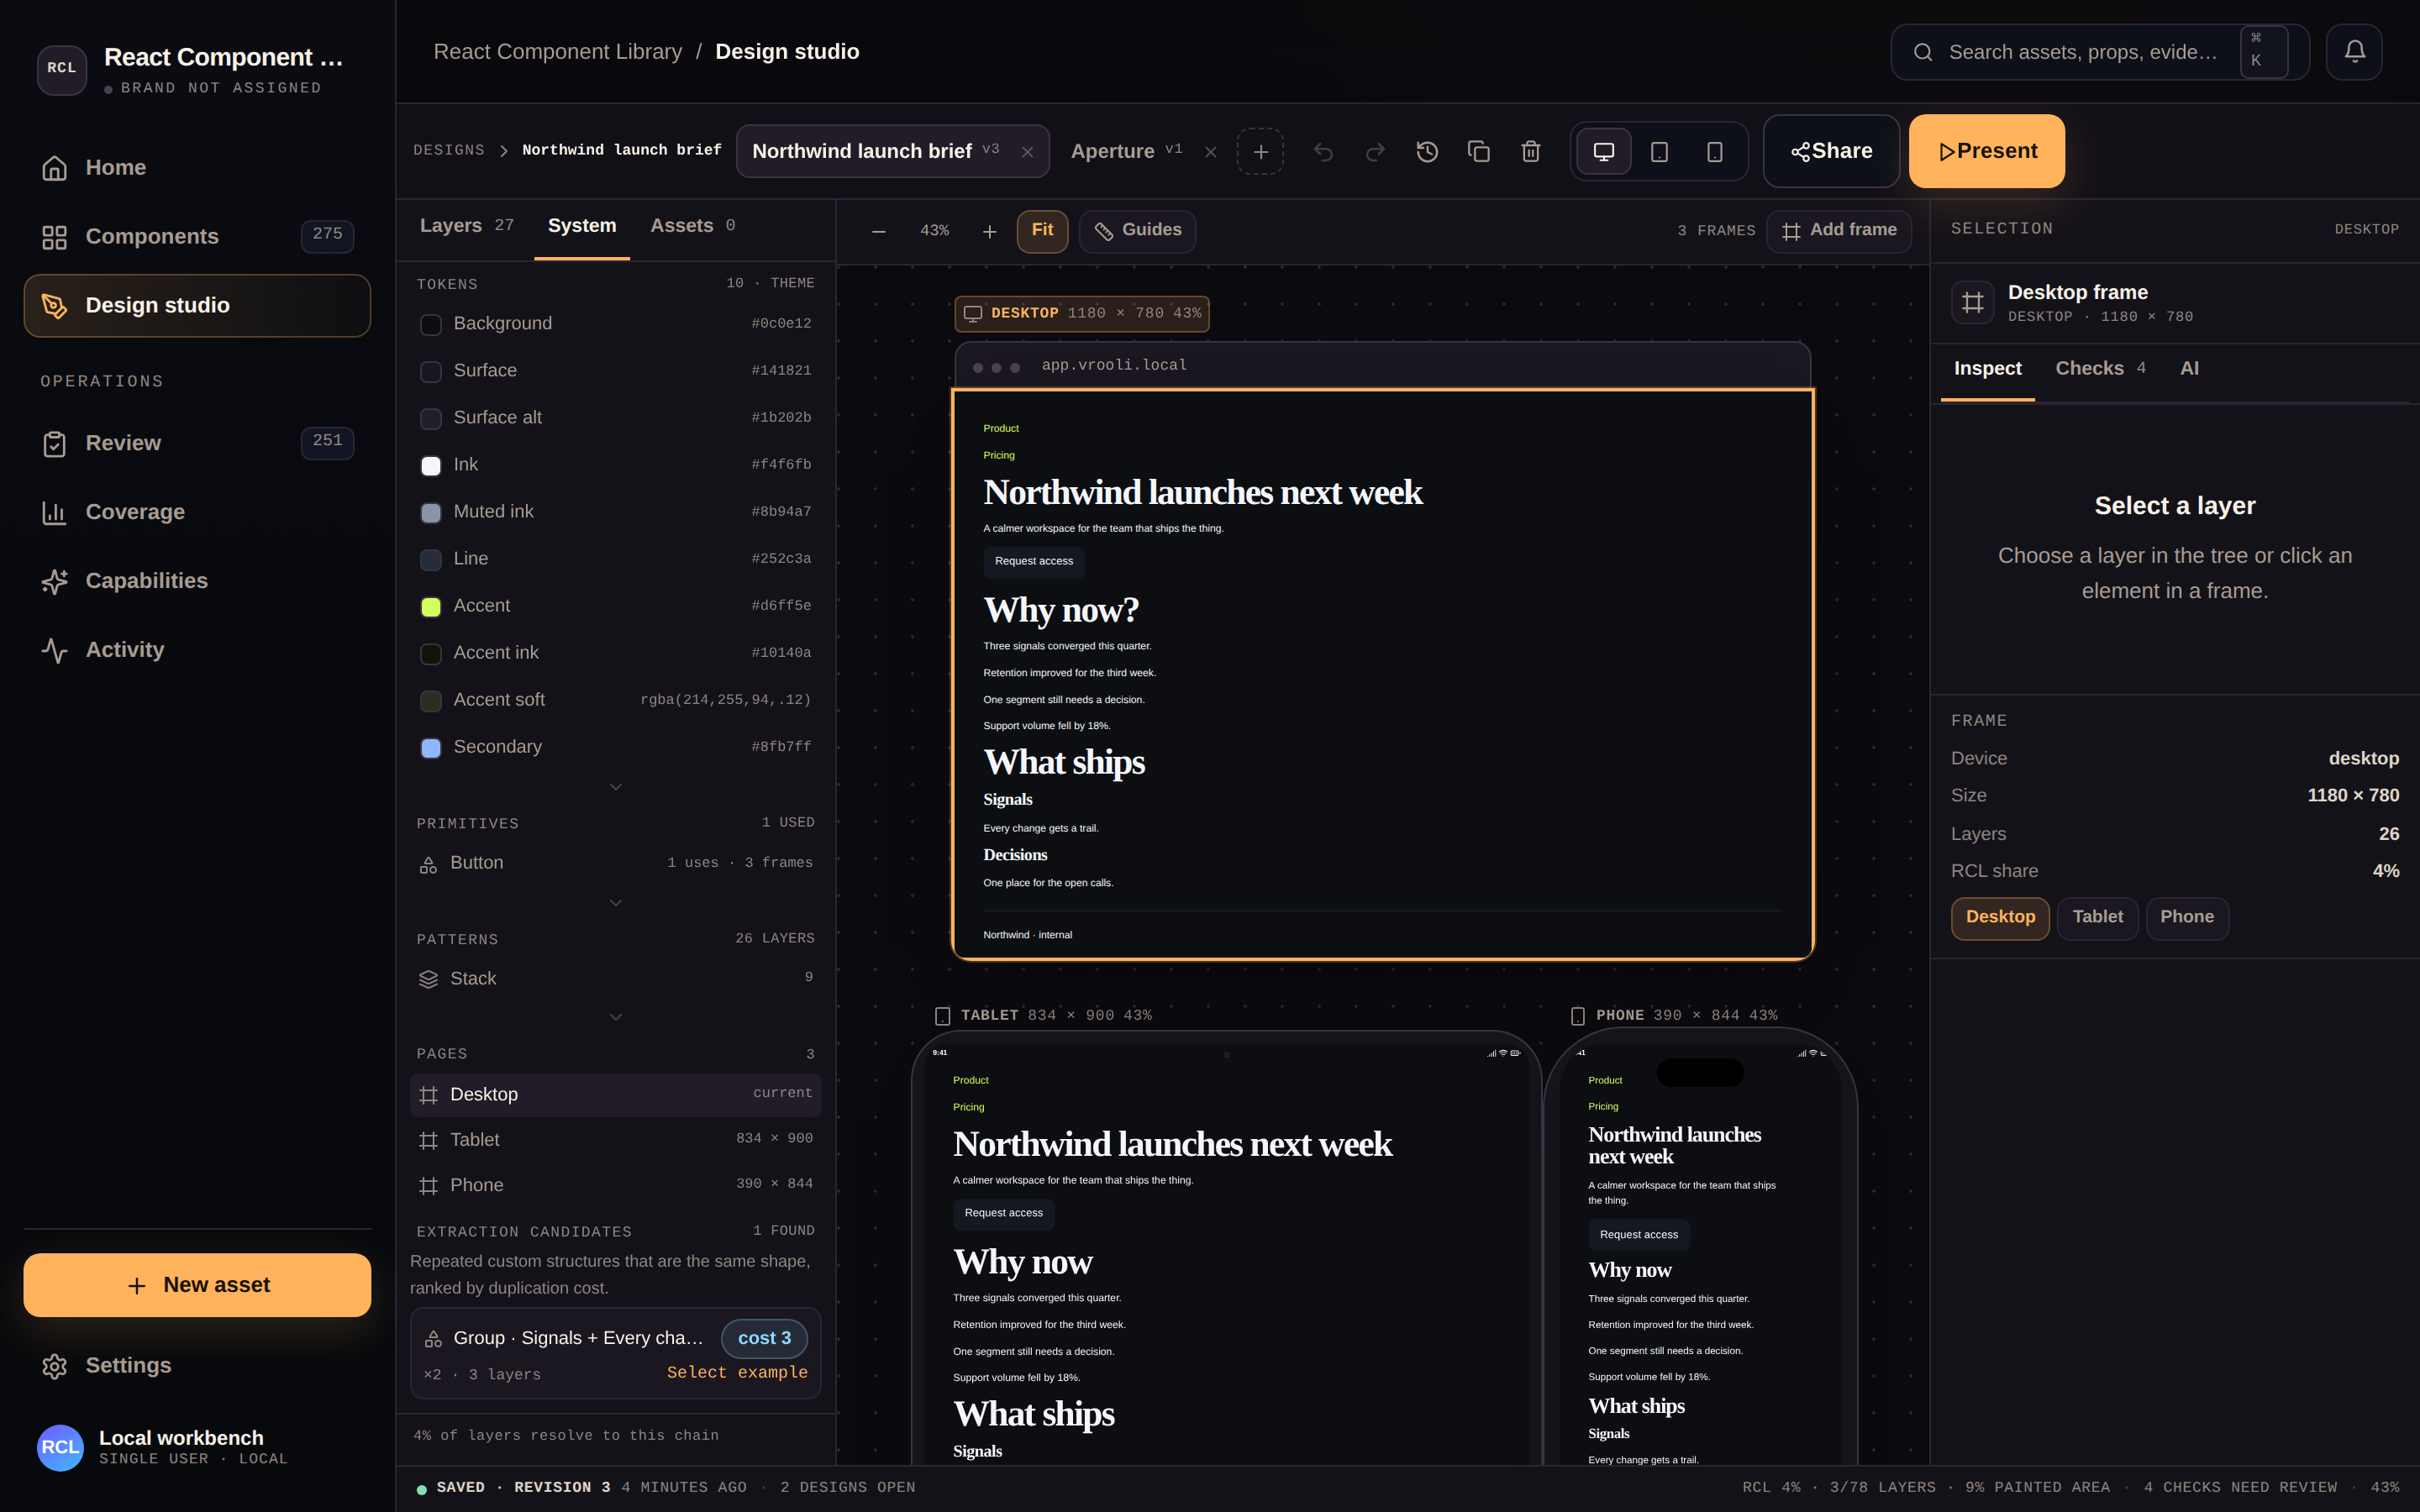 RCL
React Component …
BRAND NOT ASSIGNED
Home
Components 275
Design studio
OPERATIONS
Review 251
Coverage
Capabilities
Activity
New asset
Settings
RCL
Local workbench
SINGLE USER · LOCAL
React Component Library / Design studio
Search assets, props, evide… ⌘ K
DESIGNS > Northwind launch brief
Northwind launch brief v3 ×
Aperture v1 ×
Share
Present
Layers 27 System Assets 0
TOKENS 10 · THEME
Background #0c0e12
Surface #141821
Surface alt #1b202b
Ink #f4f6fb
Muted ink #8b94a7
Line #252c3a
Accent #d6ff5e
Accent ink #10140a
Accent soft rgba(214,255,94,.12)
Secondary #8fb7ff
PRIMITIVES 1 USED
Button 1 uses · 3 frames
PATTERNS 26 LAYERS
Stack 9
PAGES 3
Desktop current
Tablet 834 × 900
Phone 390 × 844
EXTRACTION CANDIDATES 1 FOUND
Repeated custom structures that are the same shape,
ranked by duplication cost.
Group · Signals + Every cha… cost 3
×2 · 3 layers Select example
4% of layers resolve to this chain
43% Fit Guides
3 FRAMES Add frame
DESKTOP 1180 × 780 43%
app.vrooli.local
Product
Pricing
Northwind launches next week
A calmer workspace for the team that ships the thing.
Request access
Why now?
Three signals converged this quarter.
Retention improved for the third week.
One segment still needs a decision.
Support volume fell by 18%.
What ships
Signals
Every change gets a trail.
Decisions
One place for the open calls.
Northwind · internal
TABLET 834 × 900 43%
9:41
Product
Pricing
Northwind launches next week
A calmer workspace for the team that ships the thing.
Request access
Why now
Three signals converged this quarter.
Retention improved for the third week.
One segment still needs a decision.
Support volume fell by 18%.
What ships
Signals
PHONE 390 × 844 43%
:41
Product
Pricing
Northwind launches
next week
A calmer workspace for the team that ships
the thing.
Request access
Why now
Three signals converged this quarter.
Retention improved for the third week.
One segment still needs a decision.
Support volume fell by 18%.
What ships
Signals
Every change gets a trail.
SELECTION DESKTOP
Desktop frame
DESKTOP · 1180 × 780
Inspect Checks 4 AI
Select a layer
Choose a layer in the tree or click an
element in a frame.
FRAME
Device desktop
Size 1180 × 780
Layers 26
RCL share 4%
Desktop Tablet Phone
SAVED · REVISION 3 4 MINUTES AGO · 2 DESIGNS OPEN
RCL 4% · 3/78 LAYERS · 9% PAINTED AREA · 4 CHECKS NEED REVIEW · 43%